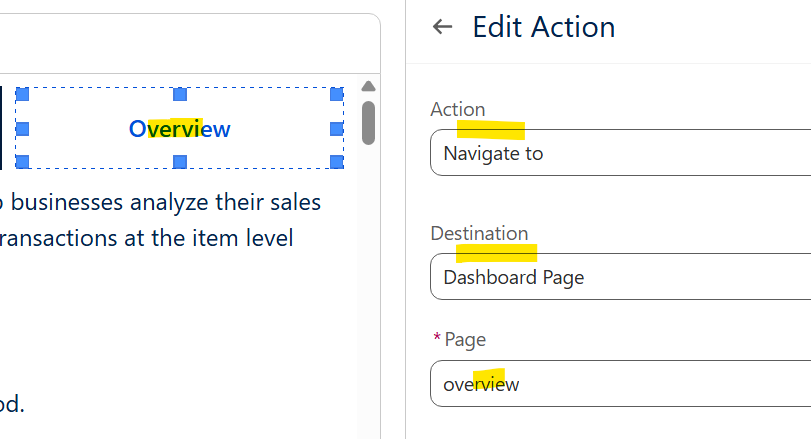 Overview
businesses analyze their sales
ransactions at the item level
od.
Edit Action
Action
Navigate to
Destination
Dashboard Page
* Page
overview